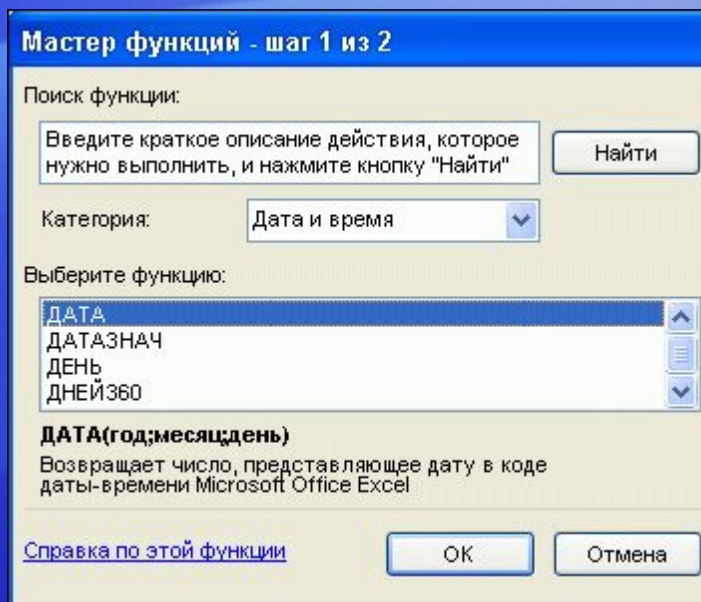 Мастер функций - шаг 1 из 2
Поиск функции:
Введите краткое описание действия, которое
нужно выполнить, и нажмите кнопку "Найти"
Найти
Категория:
Дата и время
Выберите функцию:
ДАТА
ДАТАЗНАЧ
ДЕНЬ
ДНЕЙ360
ДАТА(год;месяц;день)
Возвращает число, представляющее дату в коде
даты-времени Microsoft Office Excel
Справка по этой функции
ОК
Отмена